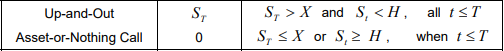 Up-and-Out S_T S_T > X and S_t < H , all t ≤ T
Asset-or-Nothing Call 0 S_T ≤ X or S_t ≥ H , when t ≤ T